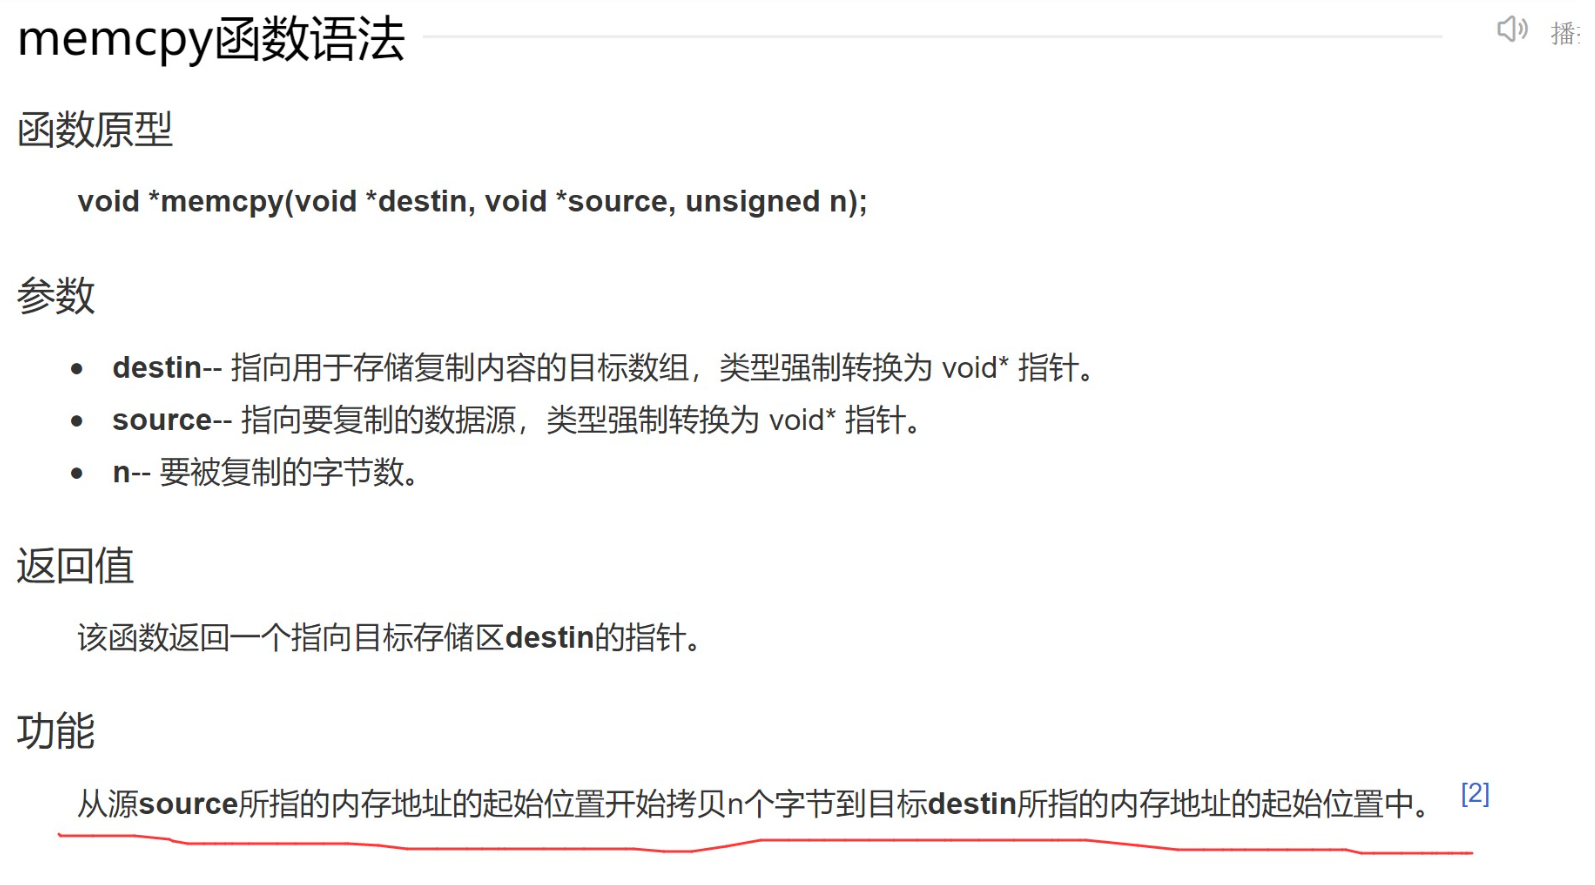 memcpy函数语法
播
函数原型
void *memcpy(void *destin, void *source, unsigned n);
参数
• destin-- 指向用于存储复制内容的目标数组，类型强制转换为 void* 指针。
• source-- 指向要复制的数据源，类型强制转换为 void* 指针。
• n-- 要被复制的字节数。
返回值
该函数返回一个指向目标存储区destin的指针。
功能
从源source所指的内存地址的起始位置开始拷贝n个字节到目标destin所指的内存地址的起始位置中。 [2]